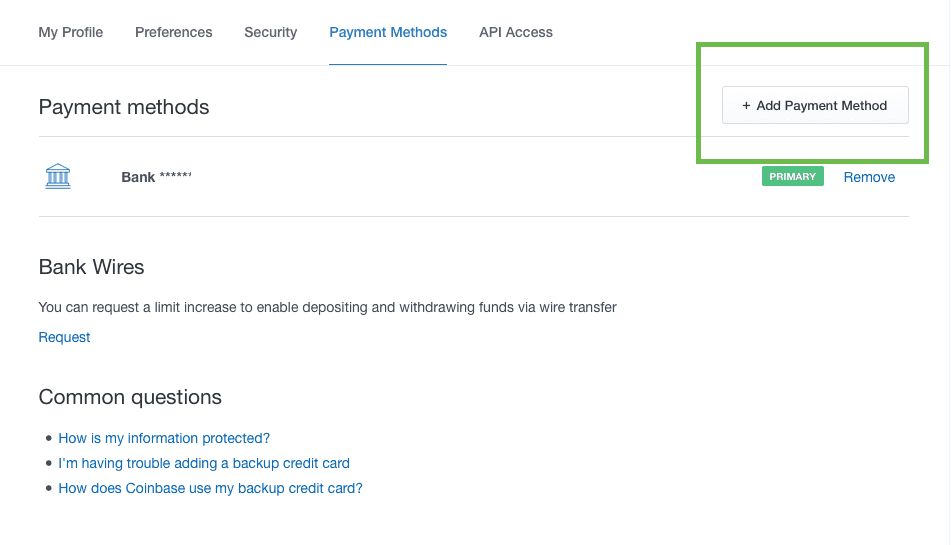 My Profile Preferences Security Payment Methods API Access
Payment methods
+ Add Payment Method
Bank ******
PRIMARY Remove
Bank Wires
You can request a limit increase to enable depositing and withdrawing funds via wire transfer
Request
Common questions
• How is my information protected?
• I'm having trouble adding a backup credit card
• How does Coinbase use my backup credit card?